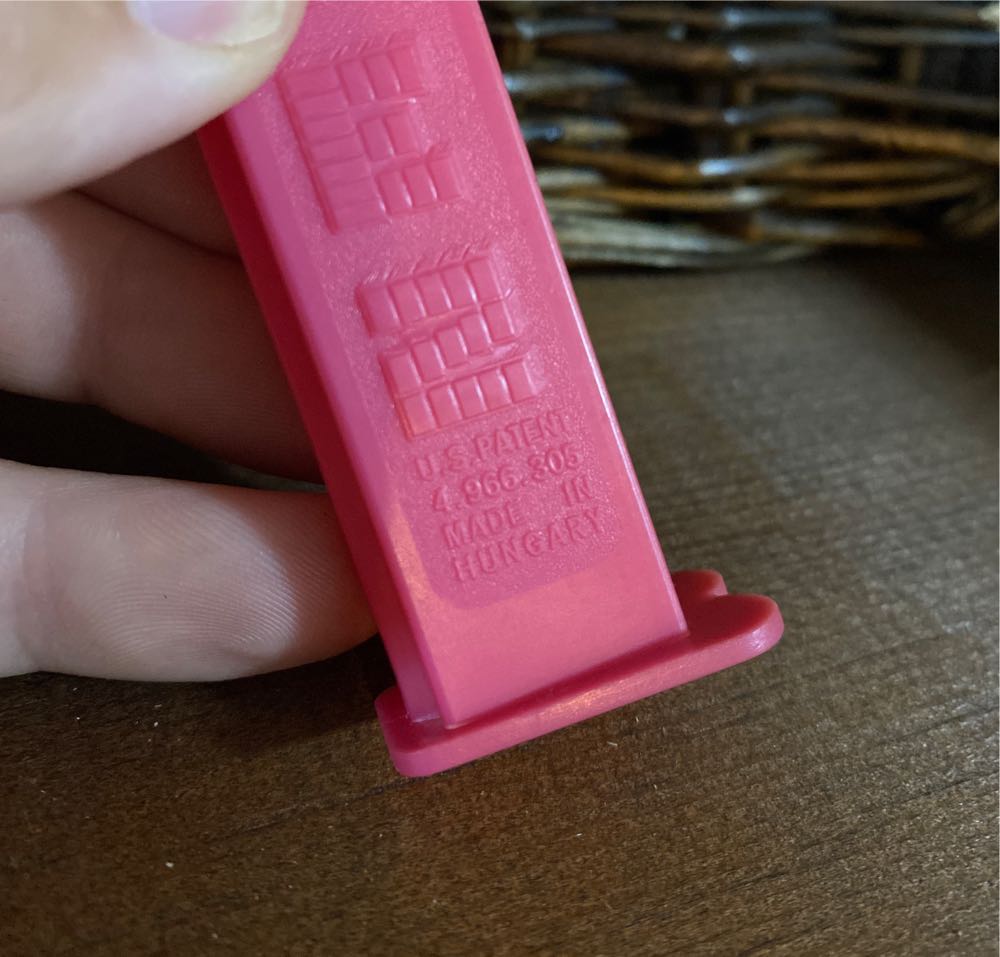 E
Z
U.S.PATENT
4.966.305
MADE IN
HUNGARY